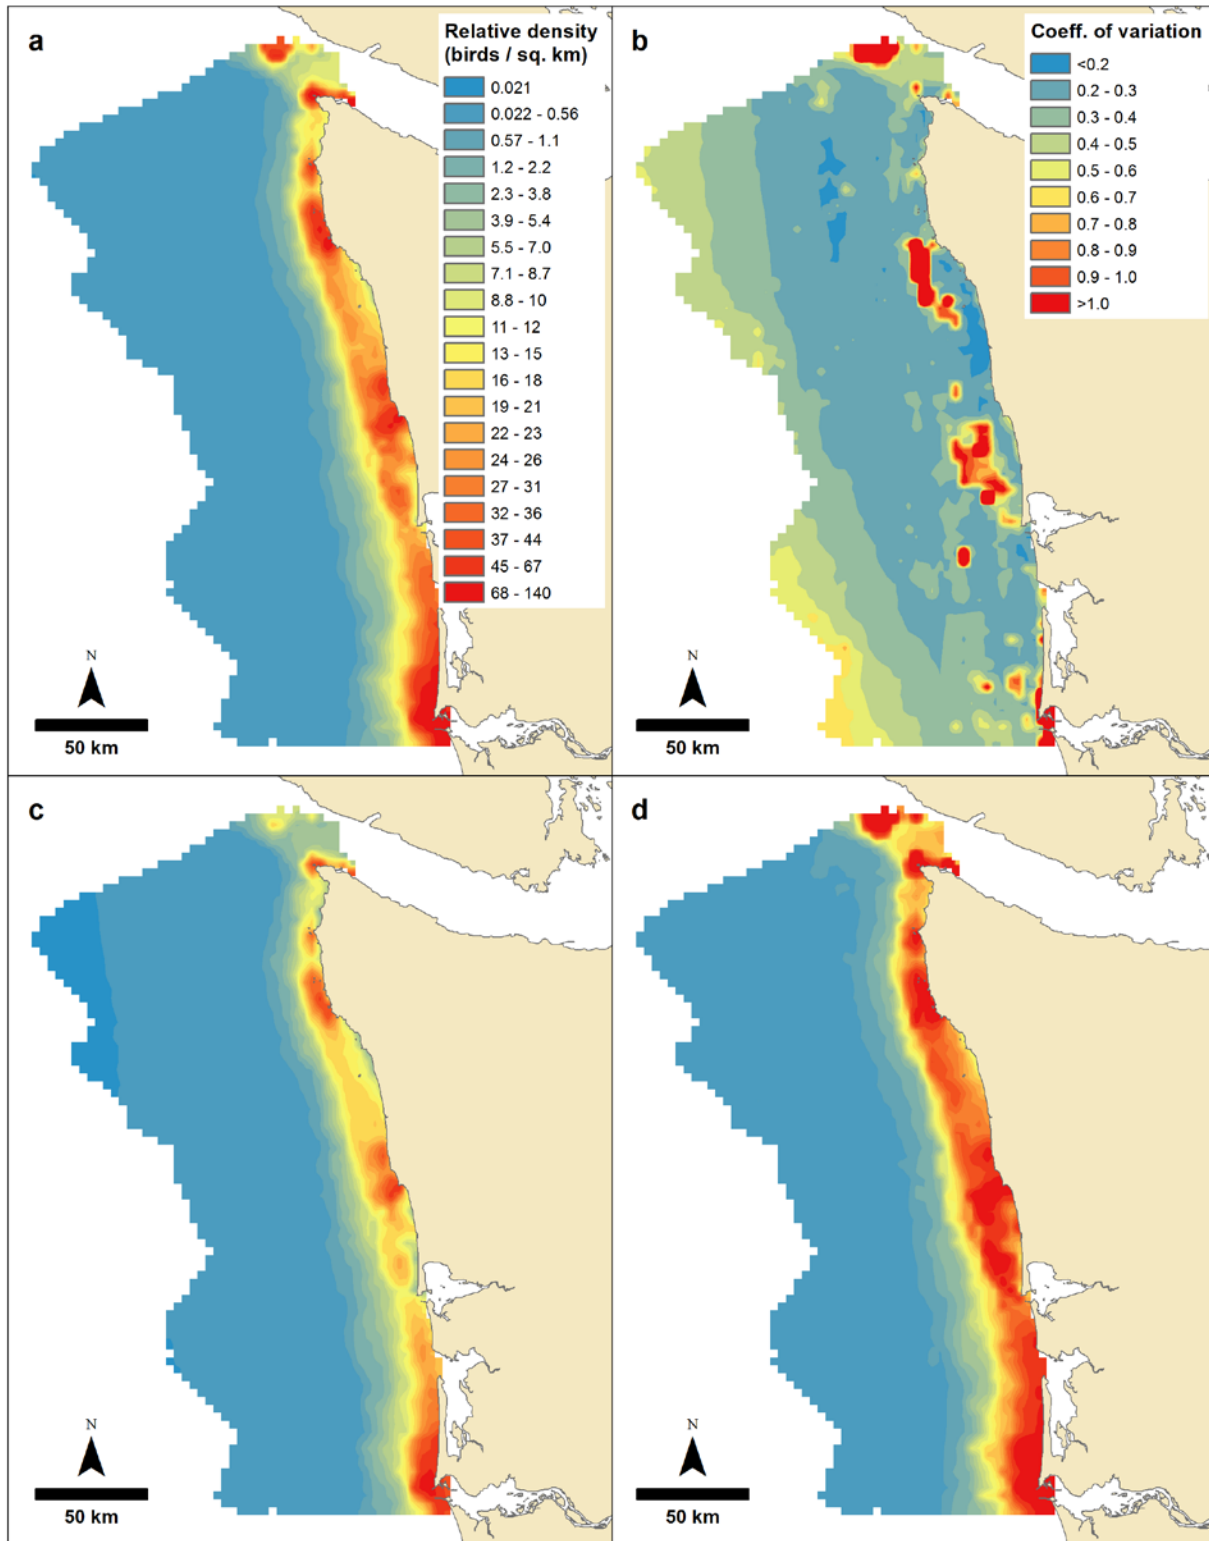 a
Relative density
(birds / sq. km)
0.021
0.022 - 0.56
0.57 - 1.1
1.2 - 2.2
2.3 - 3.8
3.9 - 5.4
5.5 - 7.0
7.1 - 8.7
8.8 - 10
11 - 12
13 - 15
16 - 18
19 - 21
22 - 23
24 - 26
27 - 31
32 - 36
37 - 44
45 - 67
68 - 140
N
50 km
b
Coeff. of variation
<0.2
0.2 - 0.3
0.3 - 0.4
0.4 - 0.5
0.5 - 0.6
0.6 - 0.7
0.7 - 0.8
0.8 - 0.9
0.9 - 1.0
>1.0
N
50 km
c
N
50 km
d
N
50 km